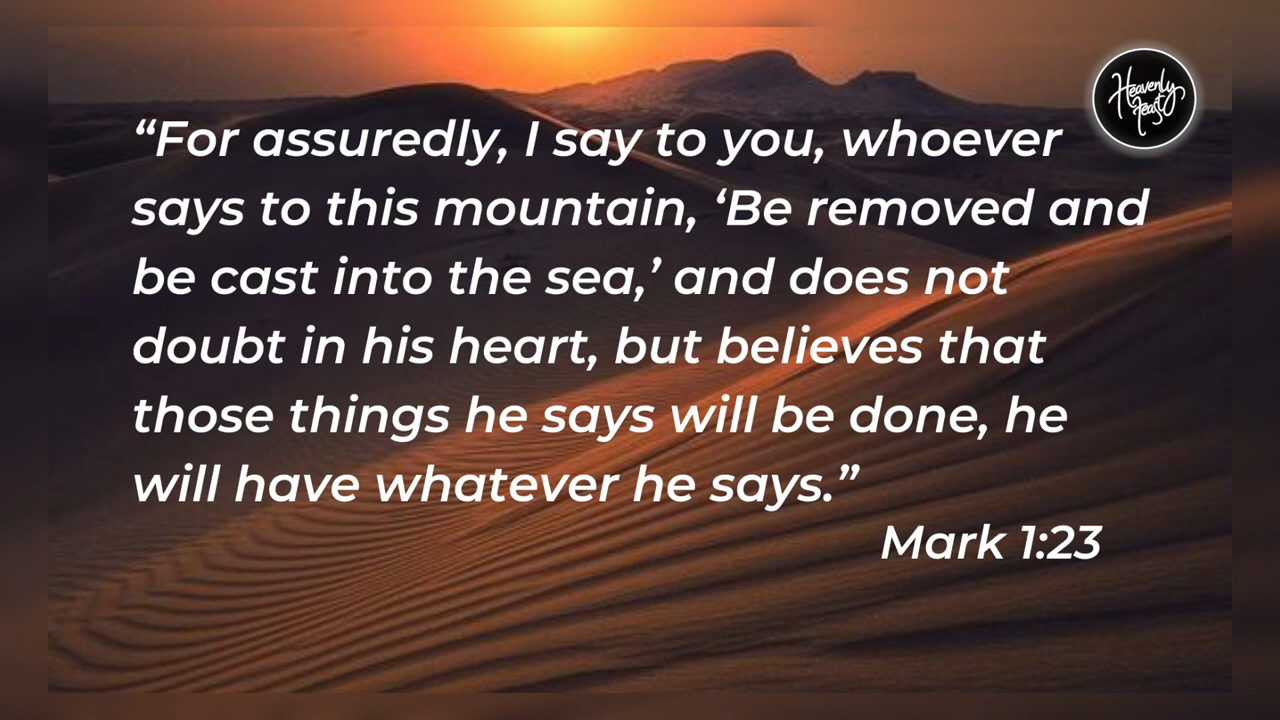 Heavenly
feast
“For assuredly, I say to you, whoever
says to this mountain, ‘Be removed and
be cast into the sea,’ and does not
doubt in his heart, but believes that
those things he says will be done, he
will have whatever he says.”
Mark 1:23